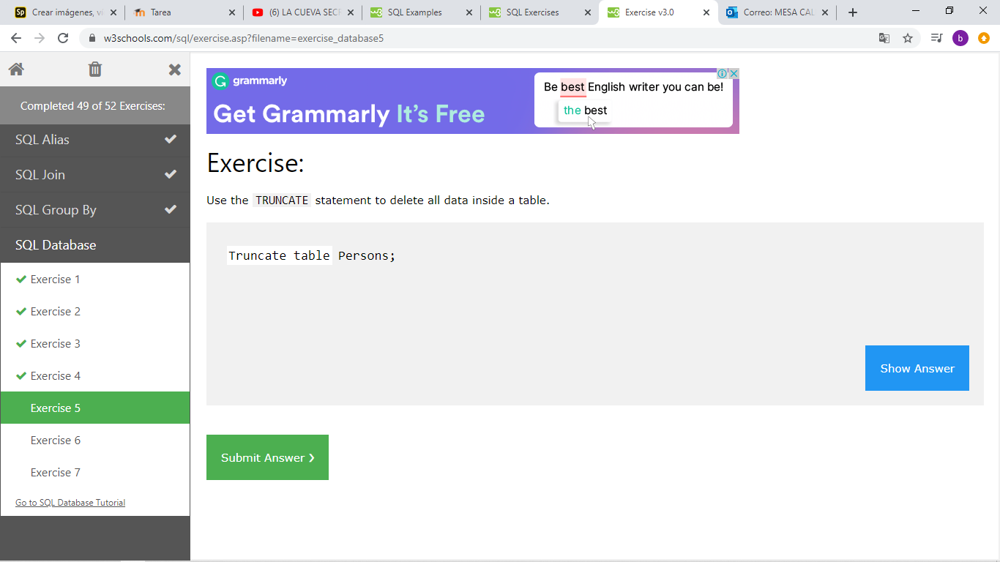 Crear imágenes, ví
Tarea
(6) LA CUEVA SECR
SQL Examples
SQL Exercises
Exercise v3.0
Correo: MESA CAL
w3schools.com/sql/exercise.asp?filename=exercise_database5
b
Completed 49 of 52 Exercises:
SQL Alias
SQL Join
SQL Group By
SQL Database
Exercise 1
Exercise 2
Exercise 3
Exercise 4
Exercise 5
Exercise 6
Exercise 7
Go to SQL Database Tutorial
grammarly
Get Grammarly It's Free
Be best English writer you can be!
the best
Exercise:
Use the TRUNCATE statement to delete all data inside a table.
Truncate table Persons;
Show Answer
Submit Answer ❯